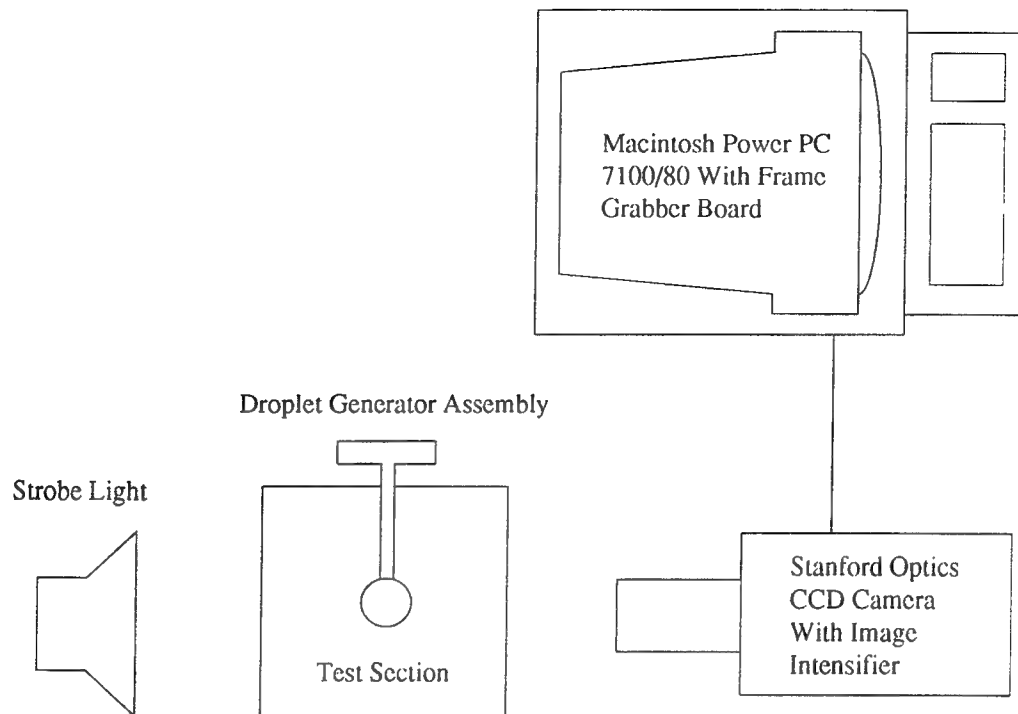 Macintosh Power PC
7100/80 With Frame
Grabber Board
Droplet Generator Assembly
Strobe Light
Test Section
Stanford Optics
CCD Camera
With Image
Intensifier